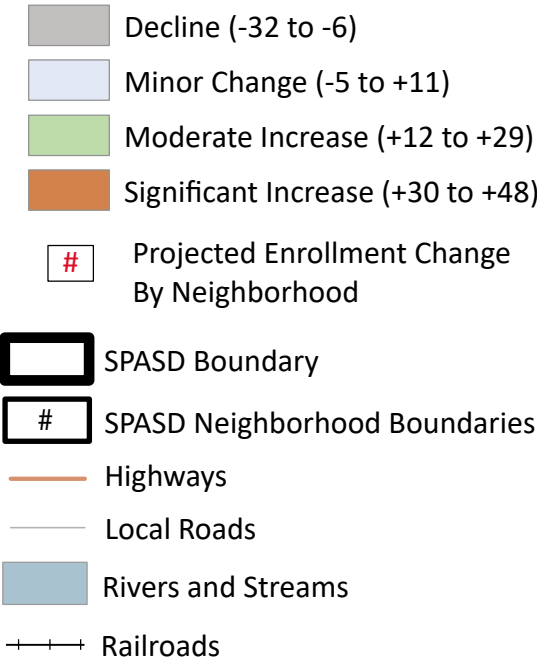 Decline (-32 to -6)
Minor Change (-5 to +11)
Moderate Increase (+12 to +29)
Significant Increase (+30 to +48)
# Projected Enrollment Change
By Neighborhood
SPASD Boundary
# SPASD Neighborhood Boundaries
Highways
Local Roads
Rivers and Streams
Railroads